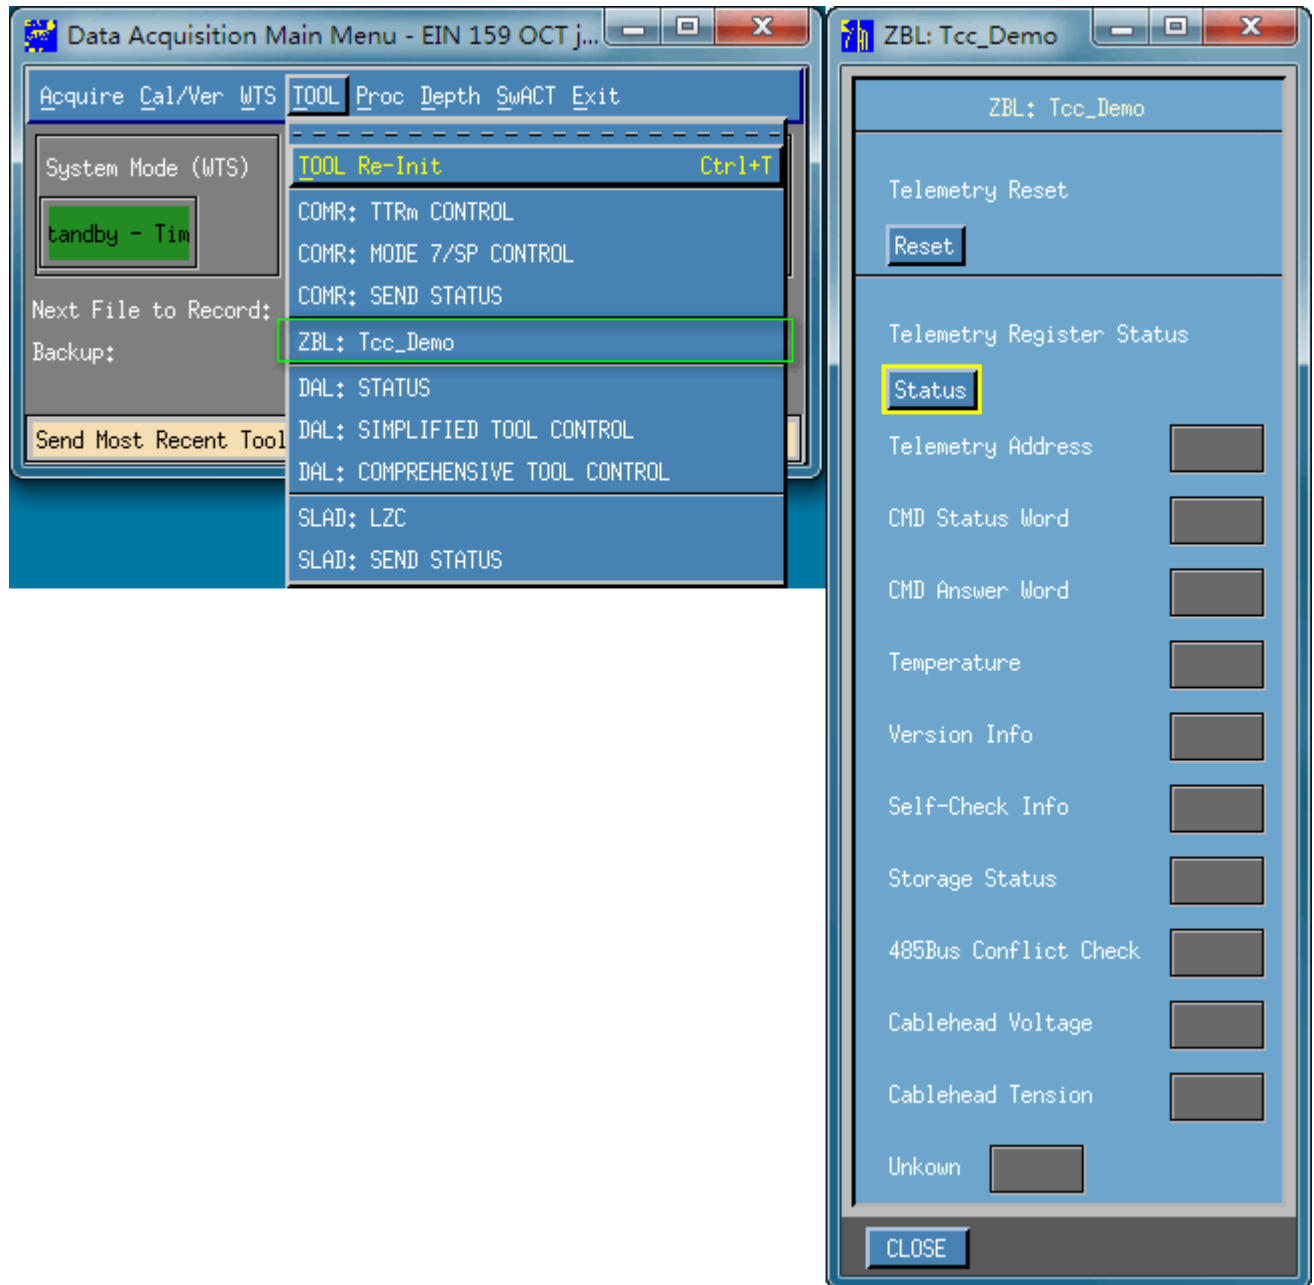 Data Acquisition Main Menu - EIN 159 OCT j...
Acquire Cal/Ver WTS TOOL Proc Depth SwACT Exit
System Mode (WTS)
tandby - Tim
Next File to Record:
Backup:
Send Most Recent Tool
TOOL Re-Init Ctrl+T
COMR: TTRm CONTROL
COMR: MODE 7/SP CONTROL
COMR: SEND STATUS
ZBL: Tcc_Demo
DAL: STATUS
DAL: SIMPLIFIED TOOL CONTROL
DAL: COMPREHENSIVE TOOL CONTROL
SLAD: LZC
SLAD: SEND STATUS
ZBL: Tcc_Demo
ZBL: Tcc_Demo
Telemetry Reset
Reset
Telemetry Register Status
Status
Telemetry Address
CMD Status Word
CMD Answer Word
Temperature
Version Info
Self-Check Info
Storage Status
485Bus Conflict Check
Cablehead Voltage
Cablehead Tension
Unkown
CLOSE